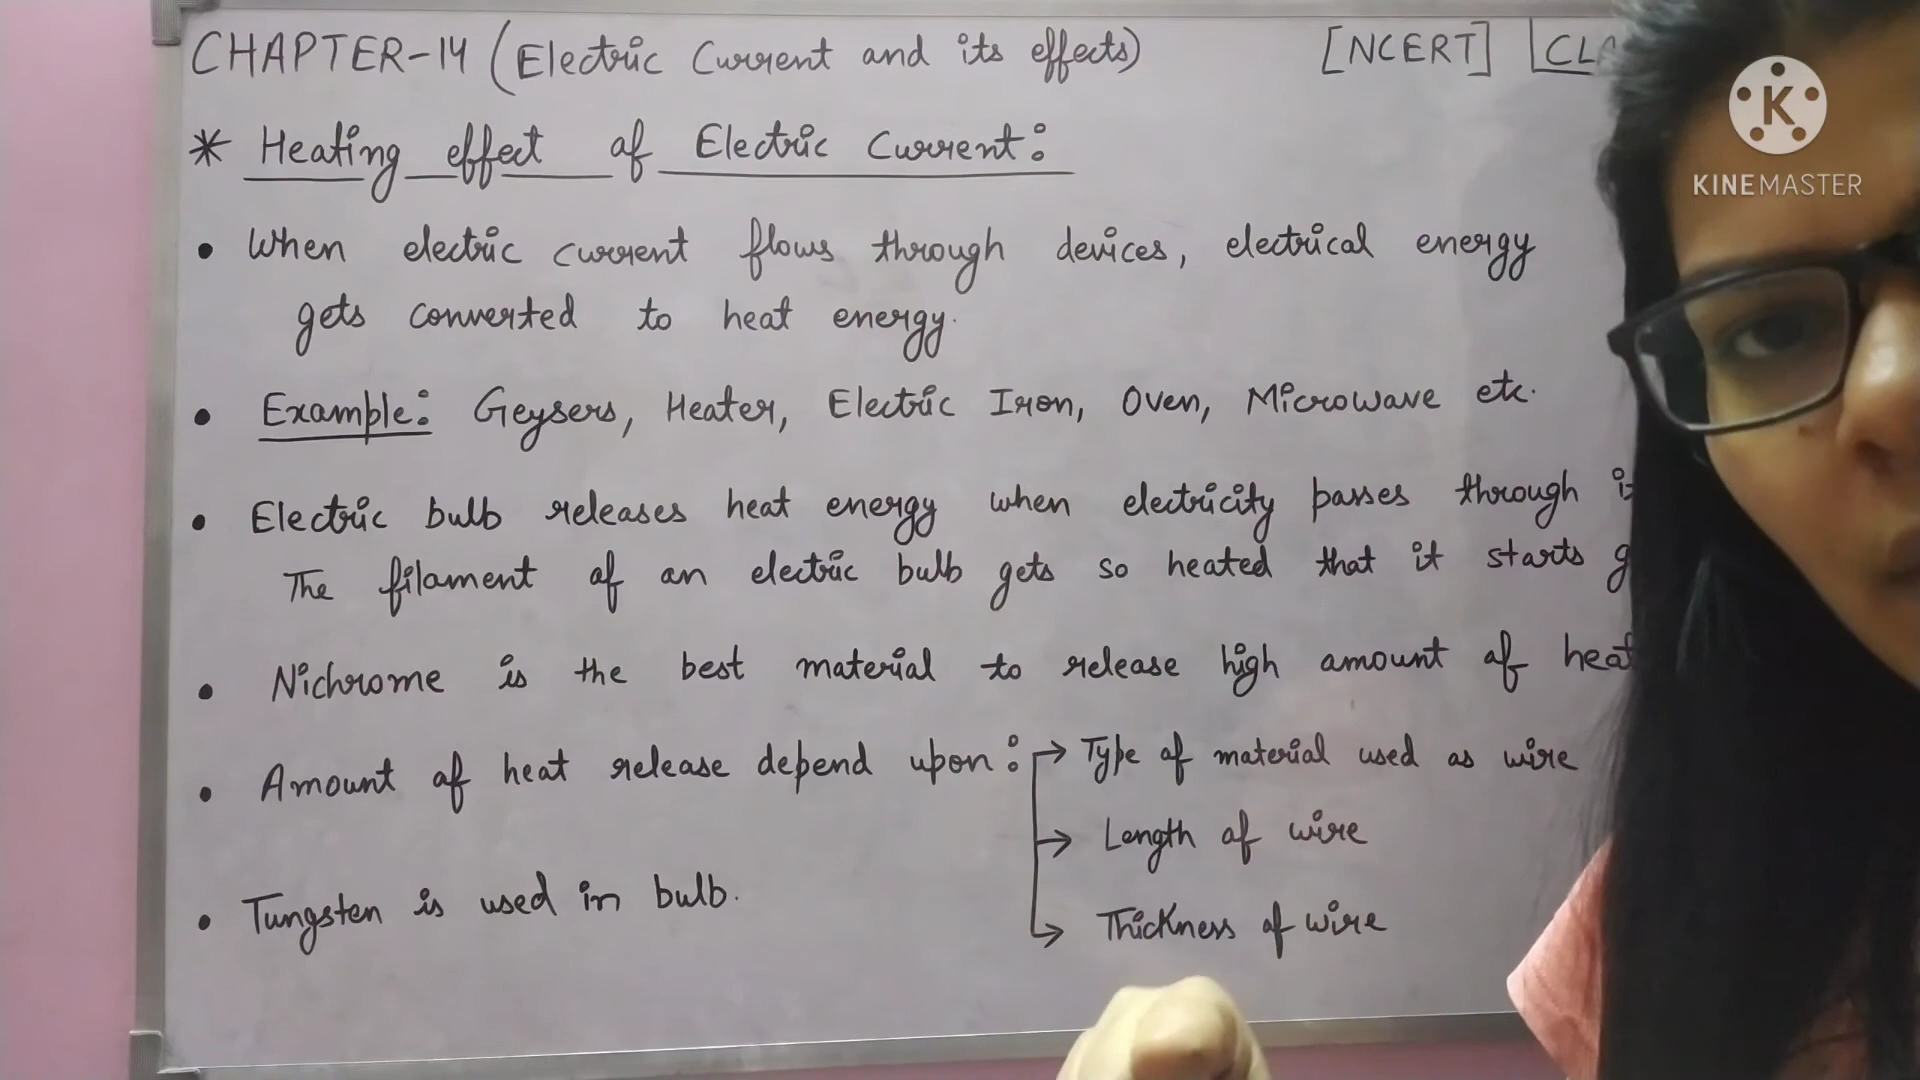 CHAPTER-14 (Electric Current and its effects) [NCERT]
* Heating effect of Electric Current:
KINEMASTER
• When electric current flows through devices, electrical energy
gets converted to heat energy.
• Example: Geysers, Heater, Electric Iron, Oven, Microwave etc.
• Electric bulb releases heat energy when electricity passes through
The filament of an electric bulb gets so heated that it starts
• Nichrome is the best material to release high amount of heat
• Amount of heat release depend upon: → Type of material used as wire
→ Length of wire
• Tungsten is used in bulb.
→ Thickness of wire